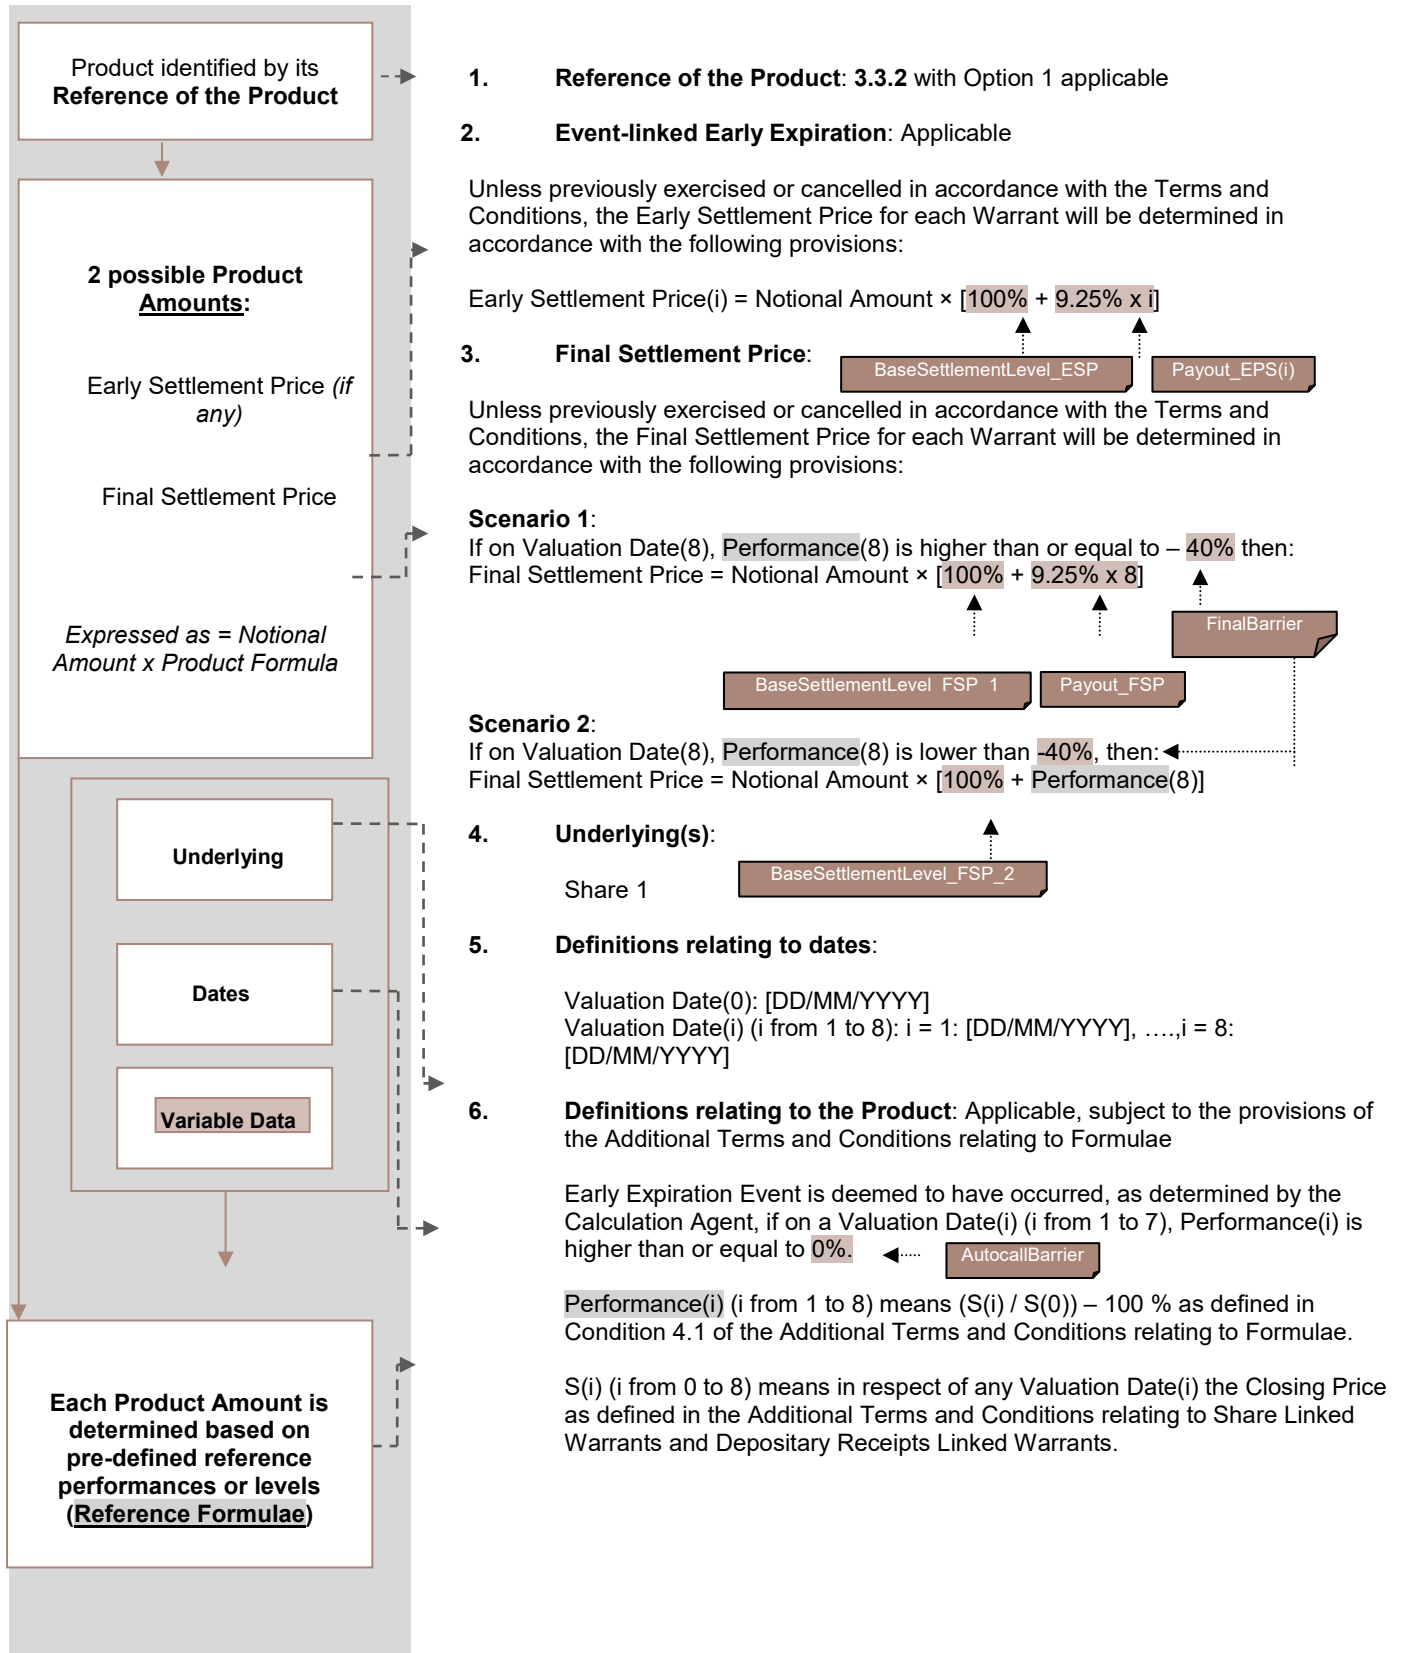 Product identified by its
Reference of the Product
2 possible Product
Amounts:
Early Settlement Price (if
any)
Final Settlement Price
Expressed as = Notional
Amount x Product Formula
Underlying
Dates
Variable Data
Each Product Amount is
determined based on
pre-defined reference
performances or levels
(Reference Formulae)
1. Reference of the Product: 3.3.2 with Option 1 applicable
2. Event-linked Early Expiration: Applicable
Unless previously exercised or cancelled in accordance with the Terms and
Conditions, the Early Settlement Price for each Warrant will be determined in
accordance with the following provisions:
Early Settlement Price(i) = Notional Amount × [100% + 9.25% x i]
3. Final Settlement Price:
BaseSettlementLevel_ESP
Payout_EPS(i)
Unless previously exercised or cancelled in accordance with the Terms and
Conditions, the Final Settlement Price for each Warrant will be determined in
accordance with the following provisions:
Scenario 1:
If on Valuation Date(8), Performance(8) is higher than or equal to – 40% then:
Final Settlement Price = Notional Amount × [100% + 9.25% x 8]
FinalBarrier
BaseSettlementLevel FSP 1
Payout_FSP
Scenario 2:
If on Valuation Date(8), Performance(8) is lower than -40%, then:
Final Settlement Price = Notional Amount × [100% + Performance(8)]
4. Underlying(s):
BaseSettlementLevel_FSP_2
Share 1
5. Definitions relating to dates:
Valuation Date(0): [DD/MM/YYYY]
Valuation Date(i) (i from 1 to 8): i = 1: [DD/MM/YYYY], ….,i = 8:
[DD/MM/YYYY]
6. Definitions relating to the Product: Applicable, subject to the provisions of
the Additional Terms and Conditions relating to Formulae
Early Expiration Event is deemed to have occurred, as determined by the
Calculation Agent, if on a Valuation Date(i) (i from 1 to 7), Performance(i) is
higher than or equal to 0%.
AutocallBarrier
Performance(i) (i from 1 to 8) means (S(i) / S(0)) – 100 % as defined in
Condition 4.1 of the Additional Terms and Conditions relating to Formulae.
S(i) (i from 0 to 8) means in respect of any Valuation Date(i) the Closing Price
as defined in the Additional Terms and Conditions relating to Share Linked
Warrants and Depositary Receipts Linked Warrants.